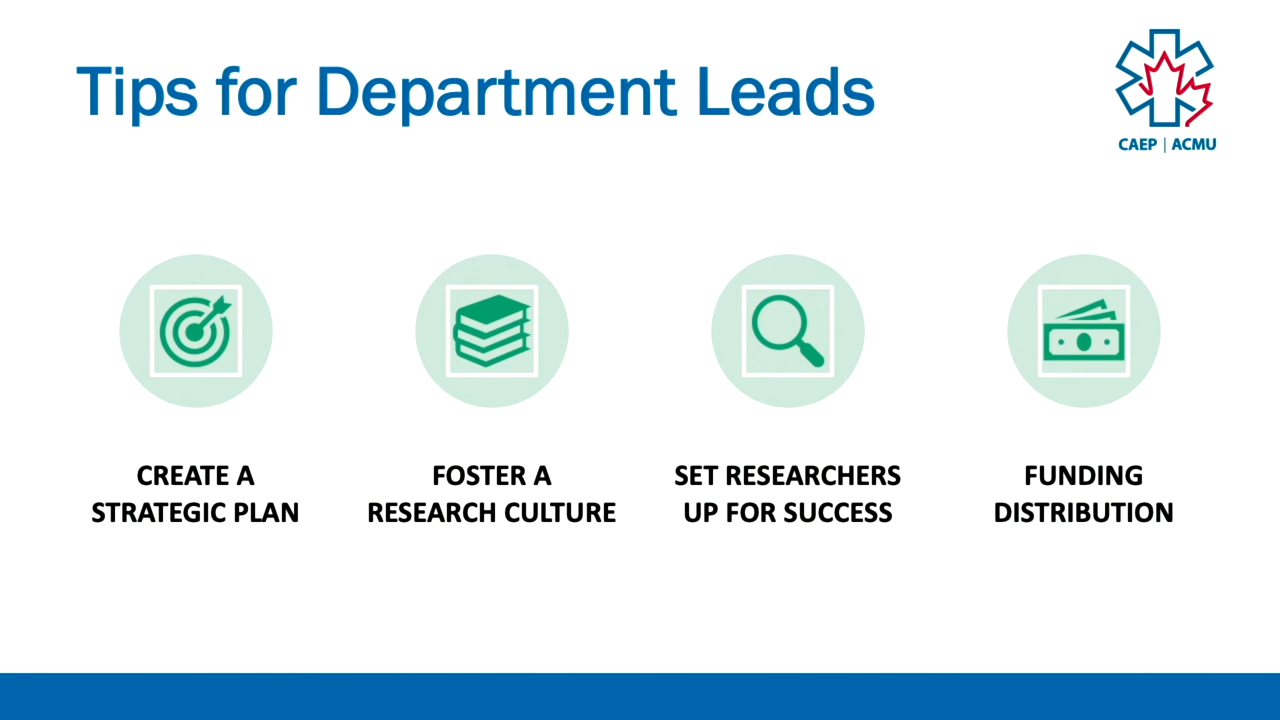 Tips for Department Leads
CAEP | ACMU
CREATE A
STRATEGIC PLAN
FOSTER A
RESEARCH CULTURE
SET RESEARCHERS
UP FOR SUCCESS
FUNDING
DISTRIBUTION